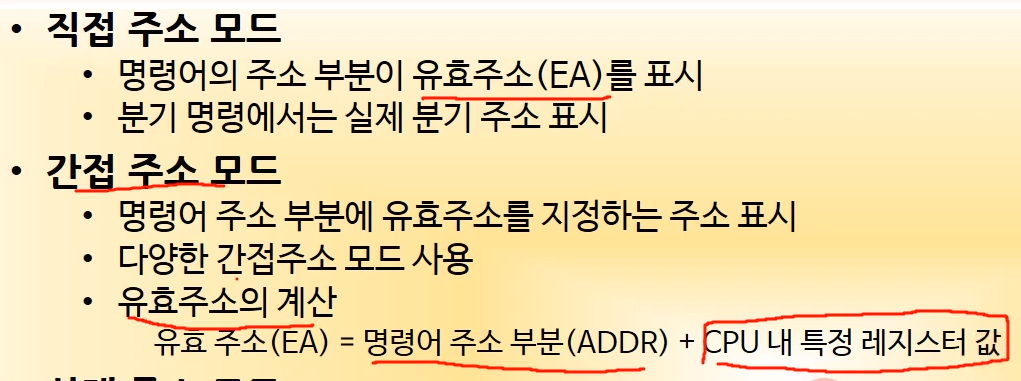 • 직접 주소 모드
• 명령어의 주소 부분이 유효주소(EA)를 표시
• 분기 명령에서는 실제 분기 주소 표시
• 간접 주소 모드
• 명령어 주소 부분에 유효주소를 지정하는 주소 표시
• 다양한 간접주소 모드 사용
• 유효주소의 계산
유효 주소(EA) = 명령어 주소 부분(ADDR) + CPU 내 특정 레지스터 값